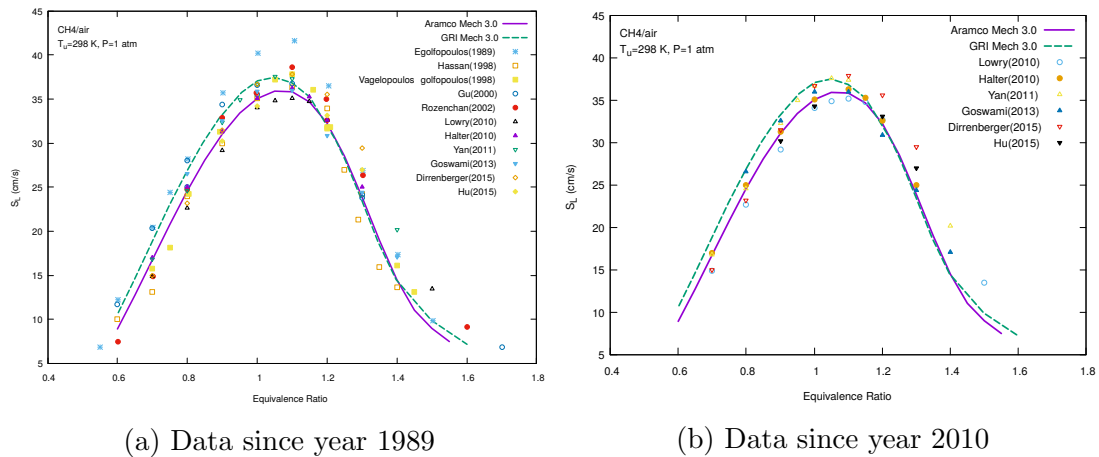 45
40
35
30
25
20
15
10
5
0.4
0.6
0.8
1
1.2
1.4
1.6
1.8
S_L (cm/s)
Equivalence Ratio
CH4/air
T_u=298 K, P=1 atm
Aramco Mech 3.0
GRI Mech 3.0
Egolfopoulos(1989)
Hassan(1998)
Vagelopoulos golfopoulos(1998)
Gu(2000)
Rozenchan(2002)
Lowry(2010)
Halter(2010)
Yan(2011)
Goswami(2013)
Dirrenberger(2015)
Hu(2015)
(a) Data since year 1989
45
40
35
30
25
20
15
10
5
0.4
0.6
0.8
1
1.2
1.4
1.6
1.8
S_L (cm/s)
Equivalence Ratio
CH4/air
T_u=298 K, P=1 atm
Aramco Mech 3.0
GRI Mech 3.0
Lowry(2010)
Halter(2010)
Yan(2011)
Goswami(2013)
Dirrenberger(2015)
Hu(2015)
(b) Data since year 2010